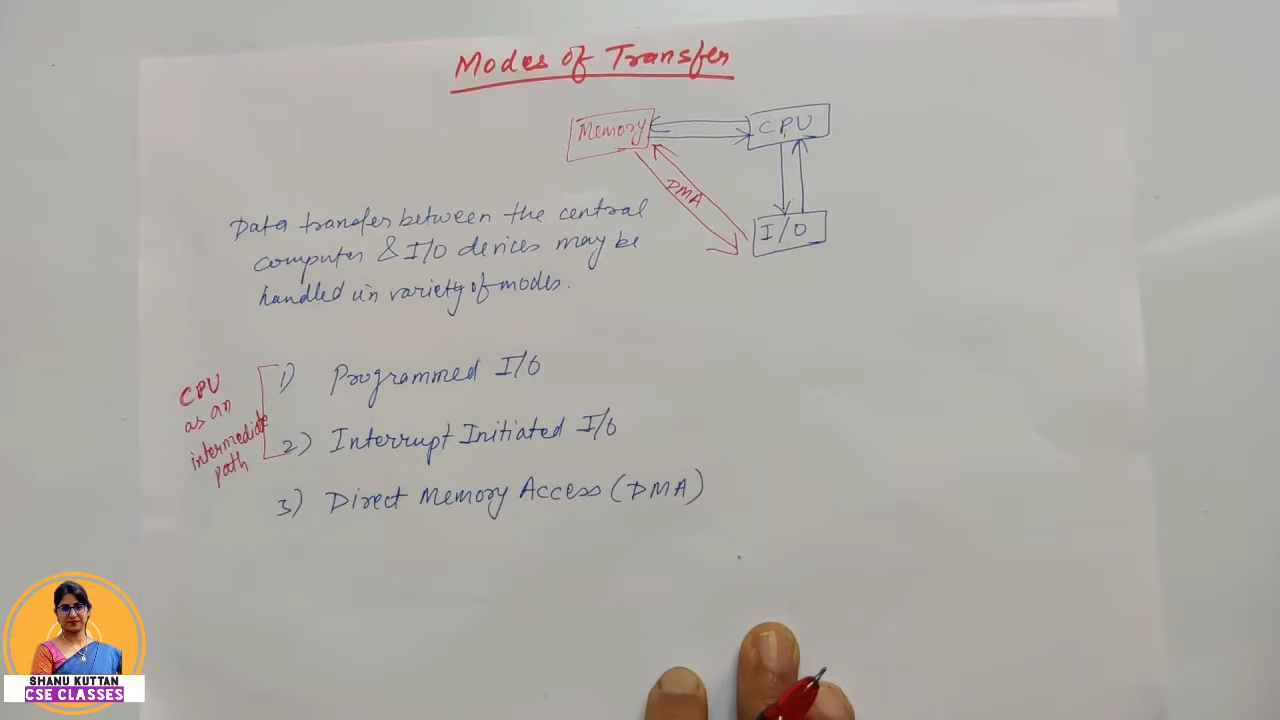 Modes of Transfer
Memory
CPU
DMA
I/O
Data transfer between the central
computer & I/O devices may be
handled in variety of modes.
CPU
as an
intermediate
path
1) Programmed I/O
2) Interrupt Initiated I/O
3) Direct Memory Access (DMA)
SHANU KUTTAN
CSE CLASSES